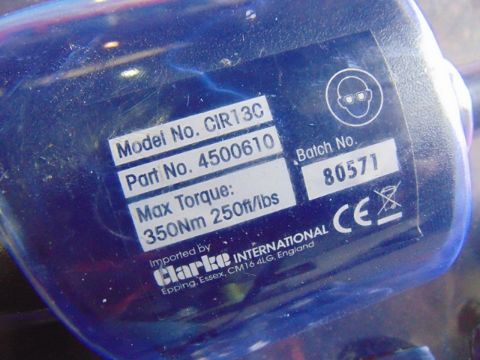 Model No. CIR13C
Part No. 4500610
Max Torque:
350Nm 250ft/lbs
Batch No.
80571
Imported by
Clarke INTERNATIONAL
Epping, Essex, CM16 4LG, England
CE